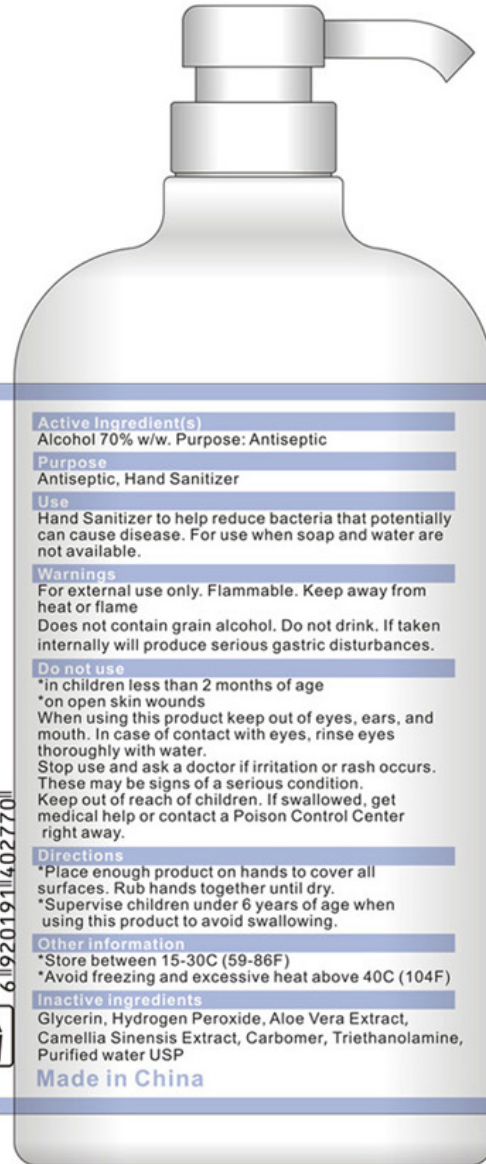 Active Ingredient(s)
Alcohol 70% w/w. Purpose: Antiseptic
Purpose
Antiseptic, Hand Sanitizer
Use
Hand Sanitizer to help reduce bacteria that potentially
can cause disease. For use when soap and water are
not available.
Warnings
For external use only. Flammable. Keep away from
heat or flame
Does not contain grain alcohol. Do not drink. If taken
internally will produce serious gastric disturbances.
Do not use
*in children less than 2 months of age
*on open skin wounds
When using this product keep out of eyes, ears, and
mouth. In case of contact with eyes, rinse eyes
thoroughly with water.
Stop use and ask a doctor if irritation or rash occurs.
These may be signs of a serious condition.
Keep out of reach of children. If swallowed, get
medical help or contact a Poison Control Center
right away.
Directions
*Place enough product on hands to cover all
surfaces. Rub hands together until dry.
*Supervise children under 6 years of age when
using this product to avoid swallowing.
Other information
*Store between 15-30C (59-86F)
*Avoid freezing and excessive heat above 40C (104F)
Inactive ingredients
Glycerin, Hydrogen Peroxide, Aloe Vera Extract,
Camellia Sinensis Extract, Carbomer, Triethanolamine,
Purified water USP
Made in China
6 920191 402770